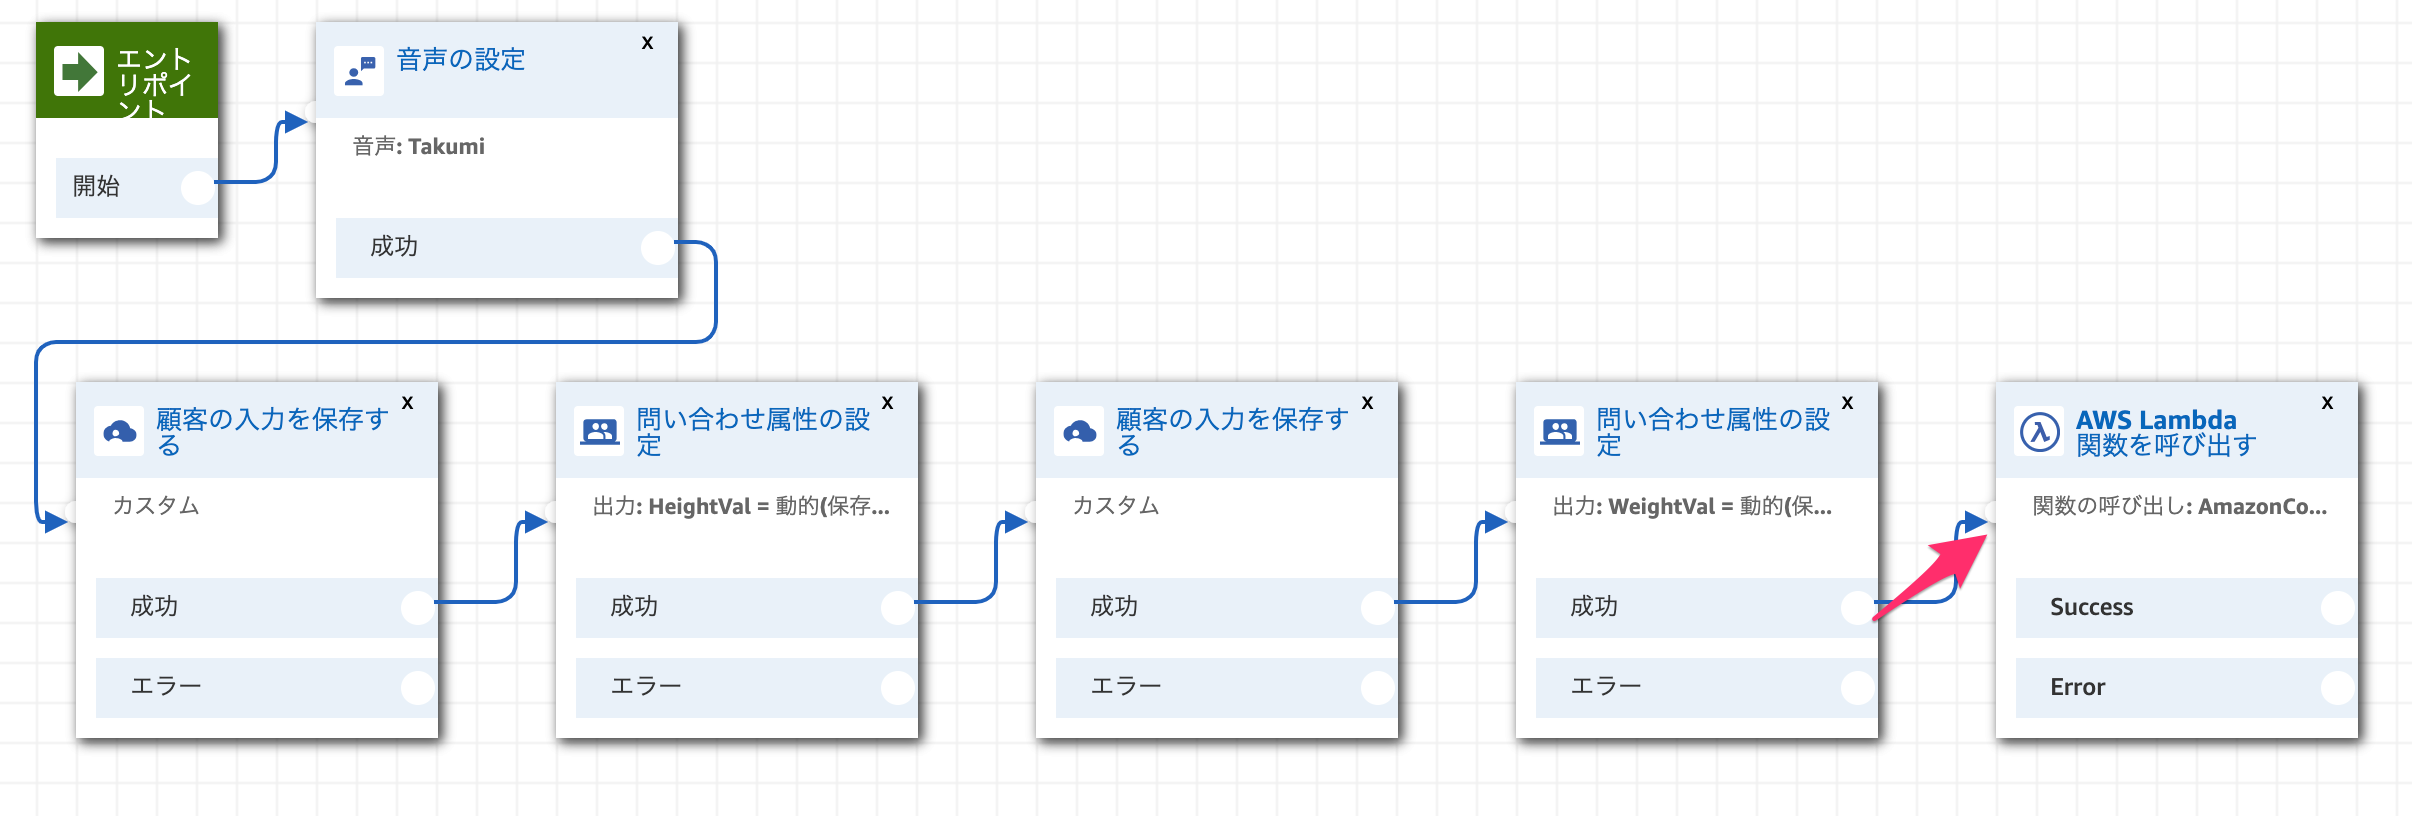 エント
リポイ
ント
開始
音声の設定
x
音声: Takumi
成功
顧客の入力を保存す
る
x
カスタム
成功
エラー
問い合わせ属性の設
定
x
出力: HeightVal = 動的(保存...
成功
エラー
顧客の入力を保存す
る
x
カスタム
成功
エラー
問い合わせ属性の設
定
x
出力: WeightVal = 動的(保...
成功
エラー
AWS Lambda
関数を呼び出す
x
関数の呼び出し: AmazonCo...
Success
Error